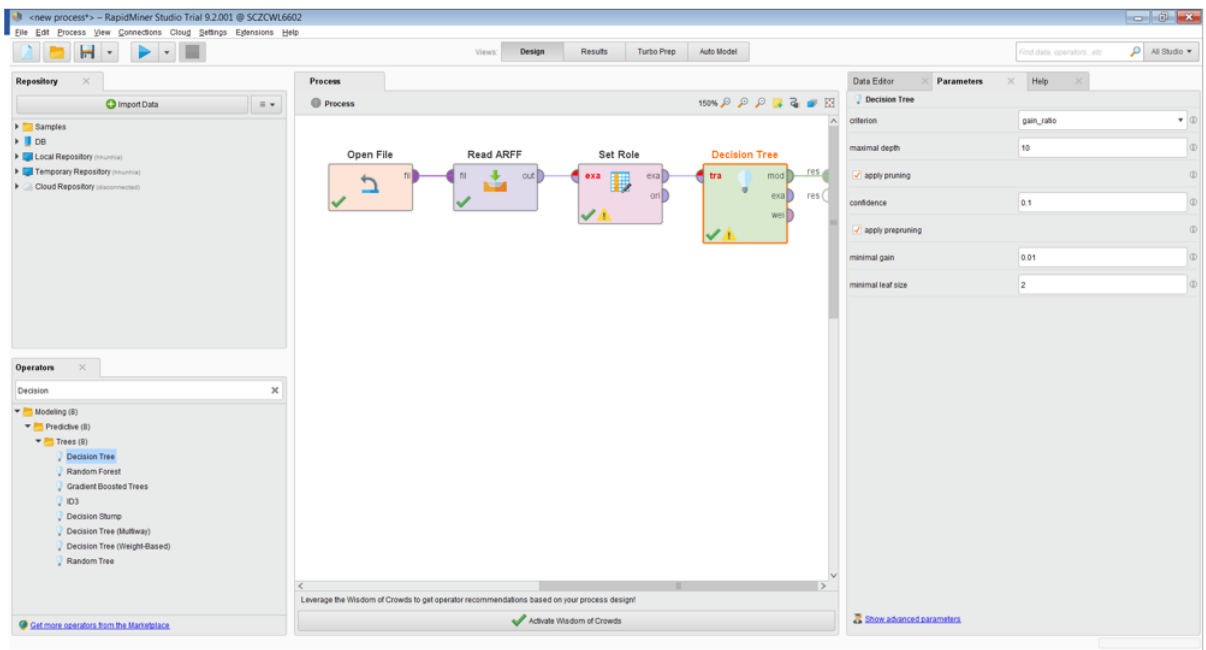 <new process*> – RapidMiner Studio Trial 9.2.001 @ SCZCWL6602
File Edit Process View Connections Cloud Settings Extensions Help
Views: Design Results Turbo Prep Auto Model
Find data, operators...etc
All Studio
Repository
Import Data
Samples
DB
Local Repository (hhunhia)
Temporary Repository (hhunhia)
Cloud Repository (disconnected)
Operators
Decision
Modeling (8)
Predictive (8)
Trees (8)
Decision Tree
Random Forest
Gradient Boosted Trees
ID3
Decision Stump
Decision Tree (Multiway)
Decision Tree (Weight-Based)
Random Tree
Get more operators from the Marketplace
Process
Process
150%
Open File
fil
Read ARFF
fil out
Set Role
exa exa
ori
Decision Tree
tra mod
exa
wei
res
res
Leverage the Wisdom of Crowds to get operator recommendations based on your process design!
Activate Wisdom of Crowds
Data Editor Parameters Help
Decision Tree
criterion gain_ratio
maximal depth 10
apply pruning
confidence 0.1
apply prepruning
minimal gain 0.01
minimal leaf size 2
Show advanced parameters